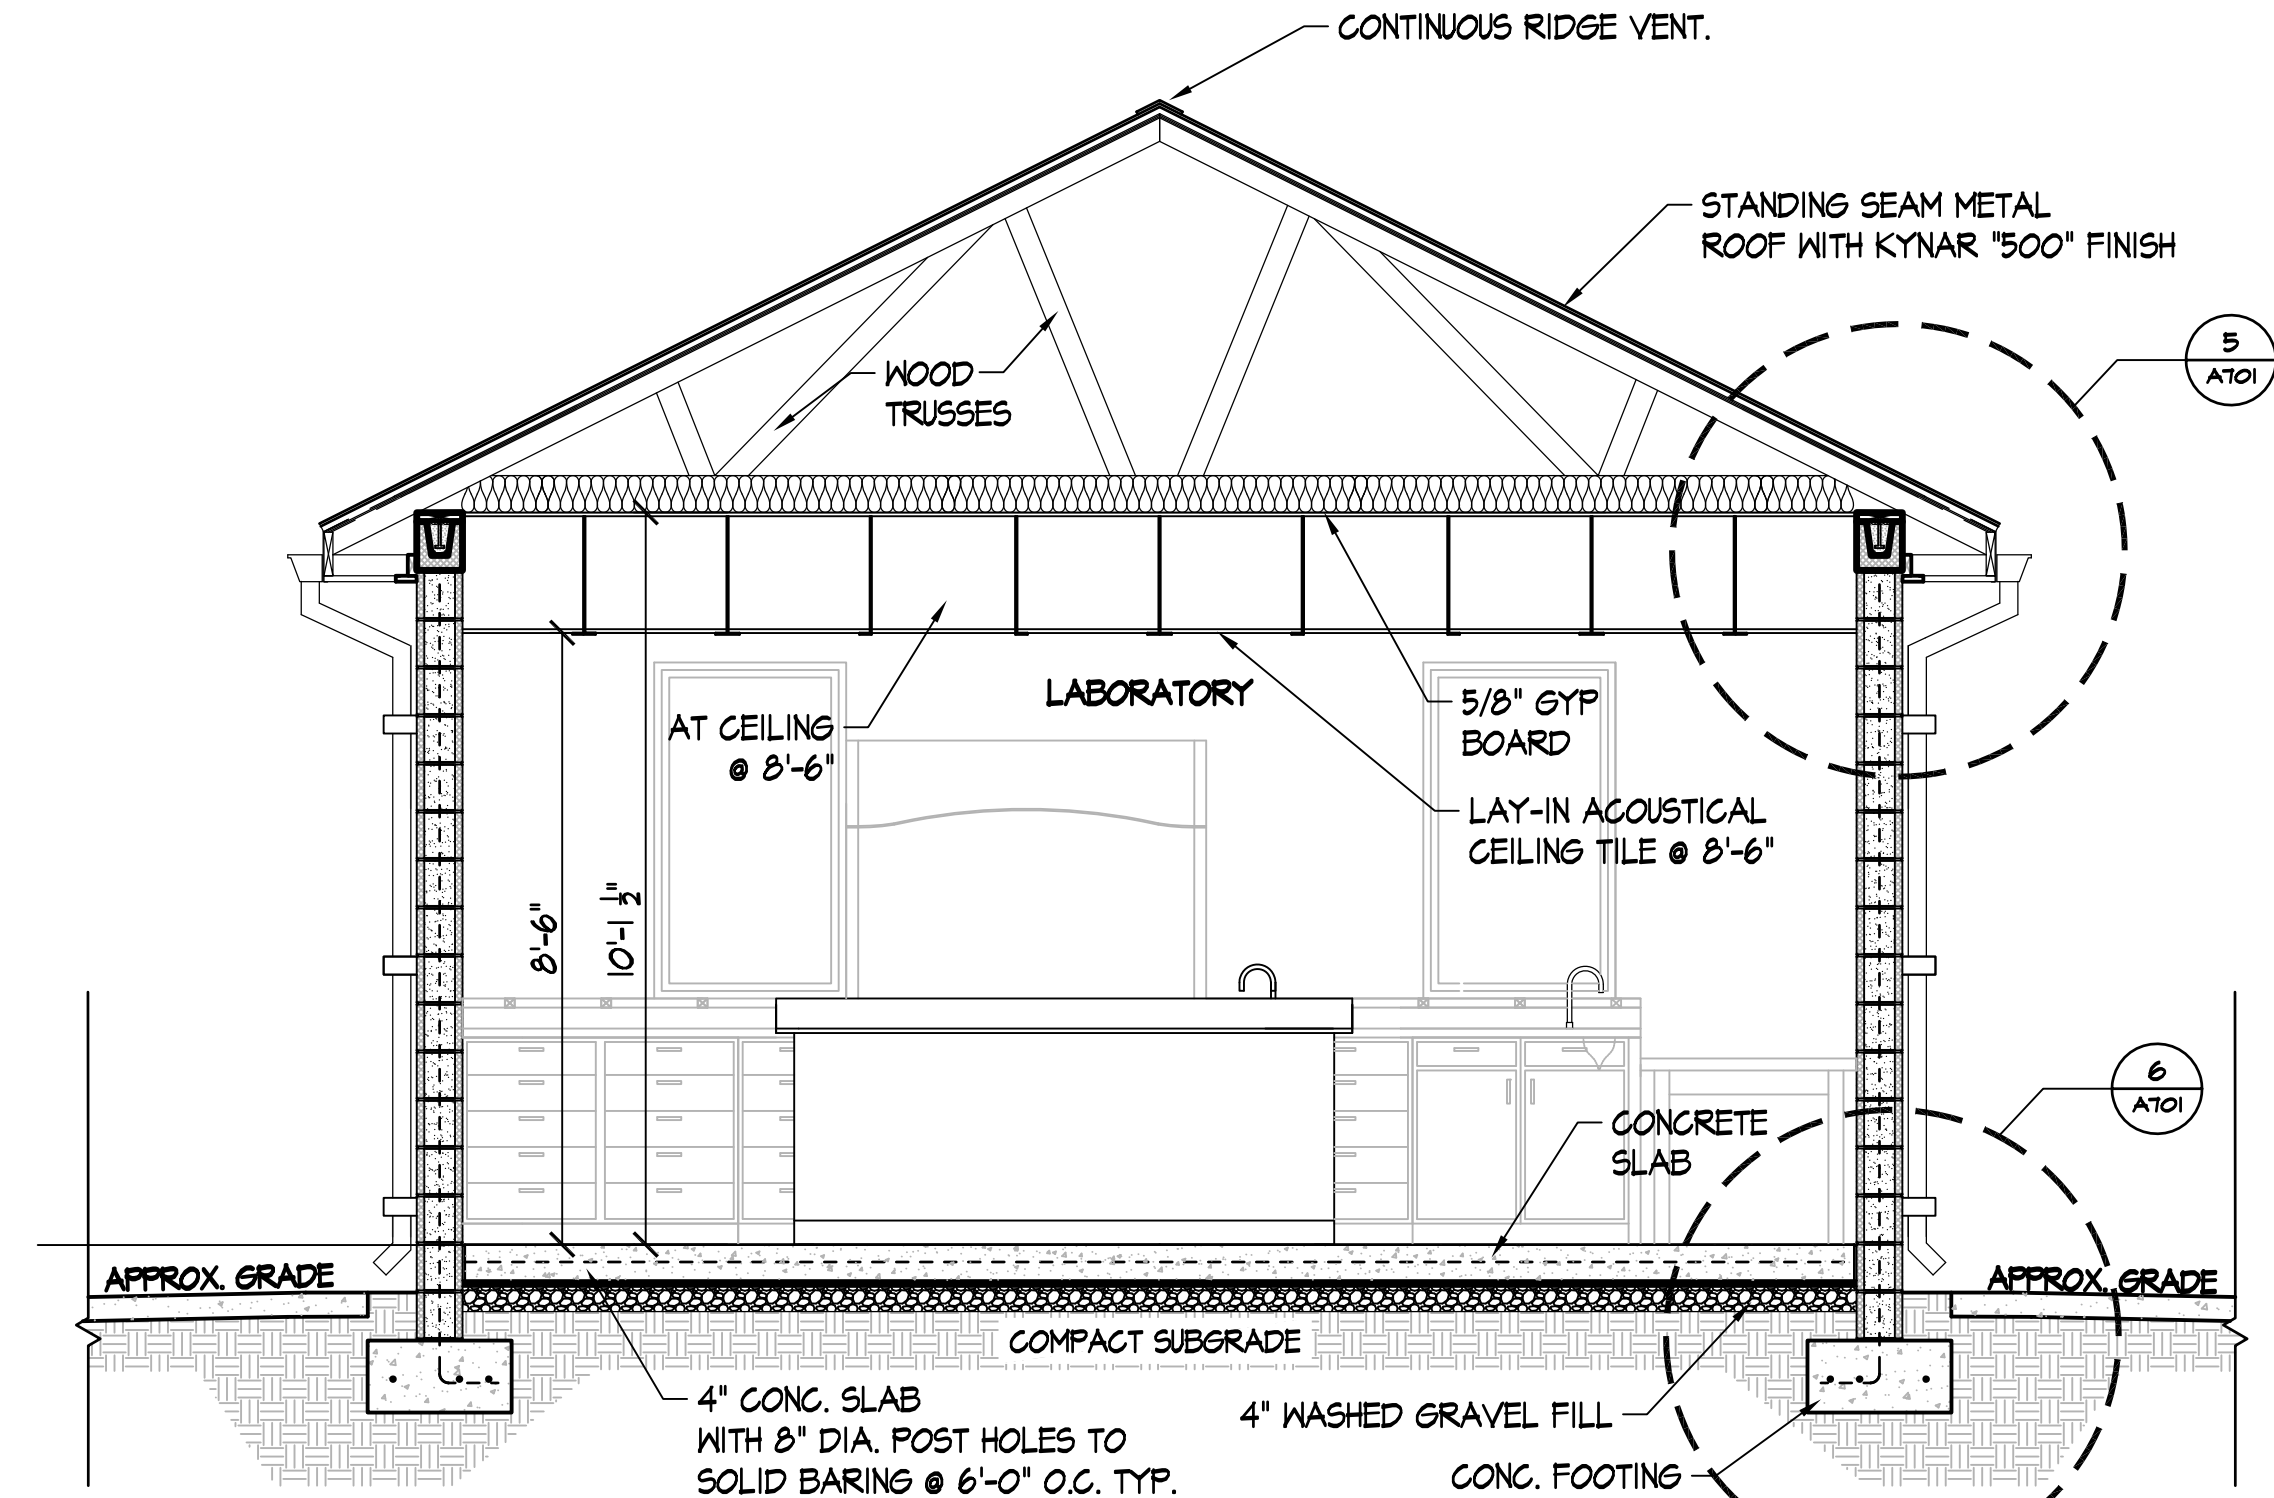 CONTINUOUS RIDGE VENT.
STANDING SEAM METAL
ROOF WITH KYNAR "500" FINISH
5
A701
WOOD
TRUSSES
LABORATORY
AT CEILING
@ 8'-6"
5/8" GYP
BOARD
LAY-IN ACOUSTICAL
CEILING TILE @ 8'-6"
8'-6"
10'-1 1/2"
6
A701
CONCRETE
SLAB
APPROX. GRADE
APPROX. GRADE
COMPACT SUBGRADE
4" CONC. SLAB
WITH 8" DIA. POST HOLES TO
SOLID BARING @ 6'-0" O.C. TYP.
4" WASHED GRAVEL FILL
CONC. FOOTING